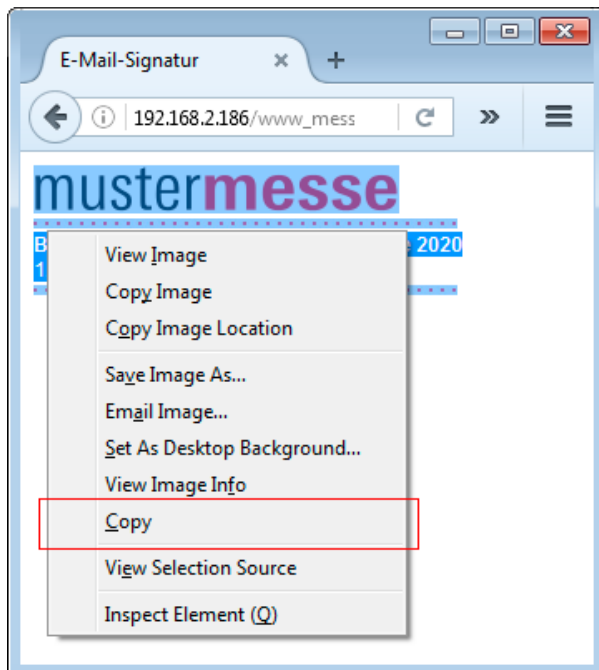 E-Mail-Signatur
192.168.2.186/www_mess
mustermesse
B 2020
1
View Image
Copy Image
Copy Image Location
Save Image As...
Email Image...
Set As Desktop Background...
View Image Info
Copy
View Selection Source
Inspect Element (Q)